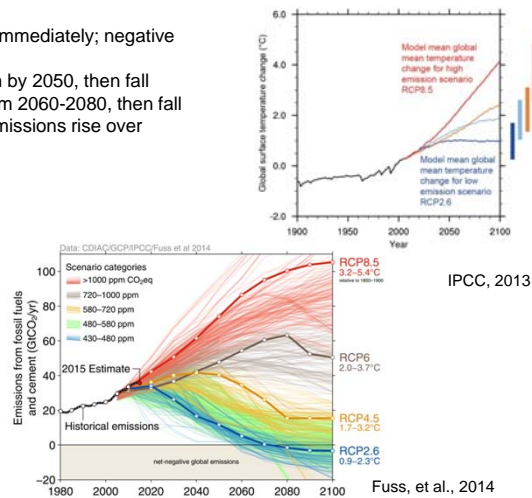 mmediately; negative
by 2050, then fall
m 2060-2080, then fall
missions rise over
6.0
4.0
2.0
0.0
-2.0
Global surface temperature change (°C)
Model mean global
mean temperature
change for high
emission scenario
RCP8.5
Model mean global
mean temperature
change for low
emission scenario
RCP2.6
1900 1950 2000 2050 2100
Year
IPCC, 2013
Data: CDIAC/GCP/IPCC/Fuss et al 2014
100
80
60
40
20
0
−20
Emissions from fossil fuels
and cement (GtCO₂/yr)
Scenario categories
>1000 ppm CO₂eq
720−1000 ppm
580−720 ppm
480−580 ppm
430−480 ppm
2015 Estimate
Historical emissions
net-negative global emissions
RCP8.5
3.2−5.4°C
relative to 1850−1900
RCP6
2.0−3.7°C
RCP4.5
1.7−3.2°C
RCP2.6
0.9−2.3°C
1980 2000 2020 2040 2060 2080 2100
Fuss, et al., 2014